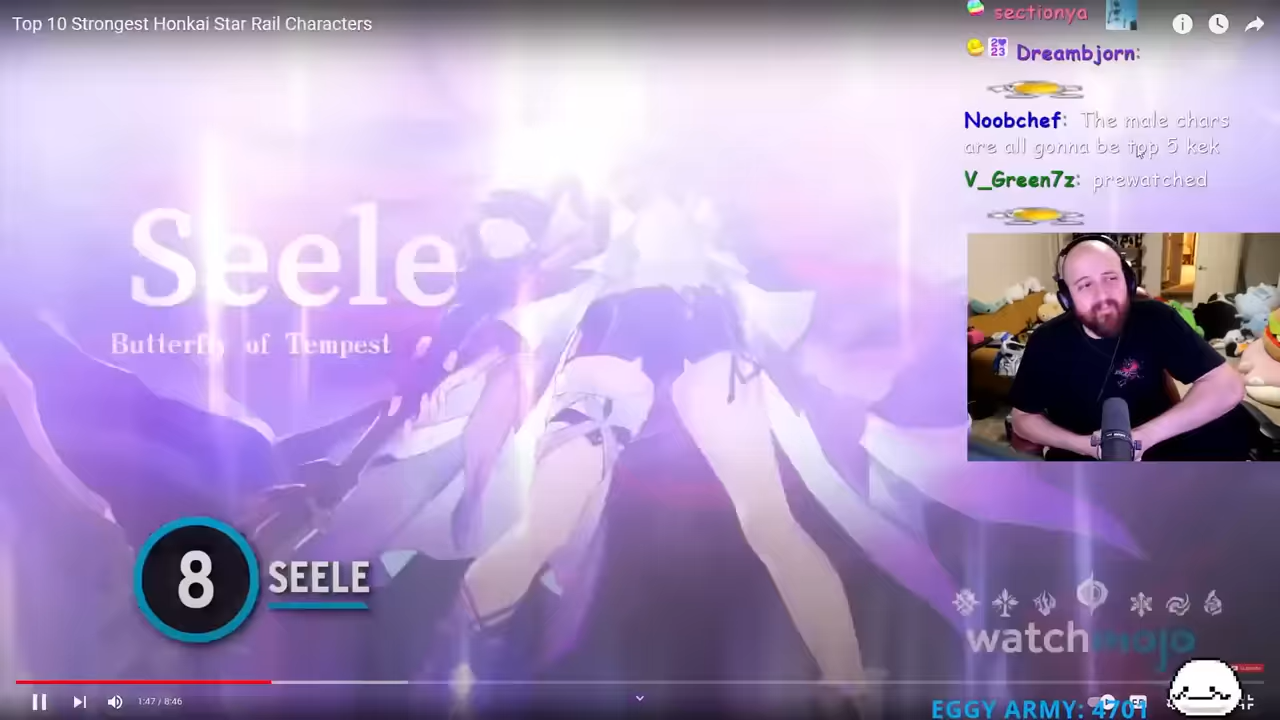 Top 10 Strongest Honkai Star Rail Characters
sectionya
Dreambjorn:
Noobchef: The male chars
are all gonna be top 5 kek
V_Green7z: prewatched
Seele
Butterfly of Tempest
8
SEELE
watchmojo
1:47 / 8:46
EGGY ARMY: 4701